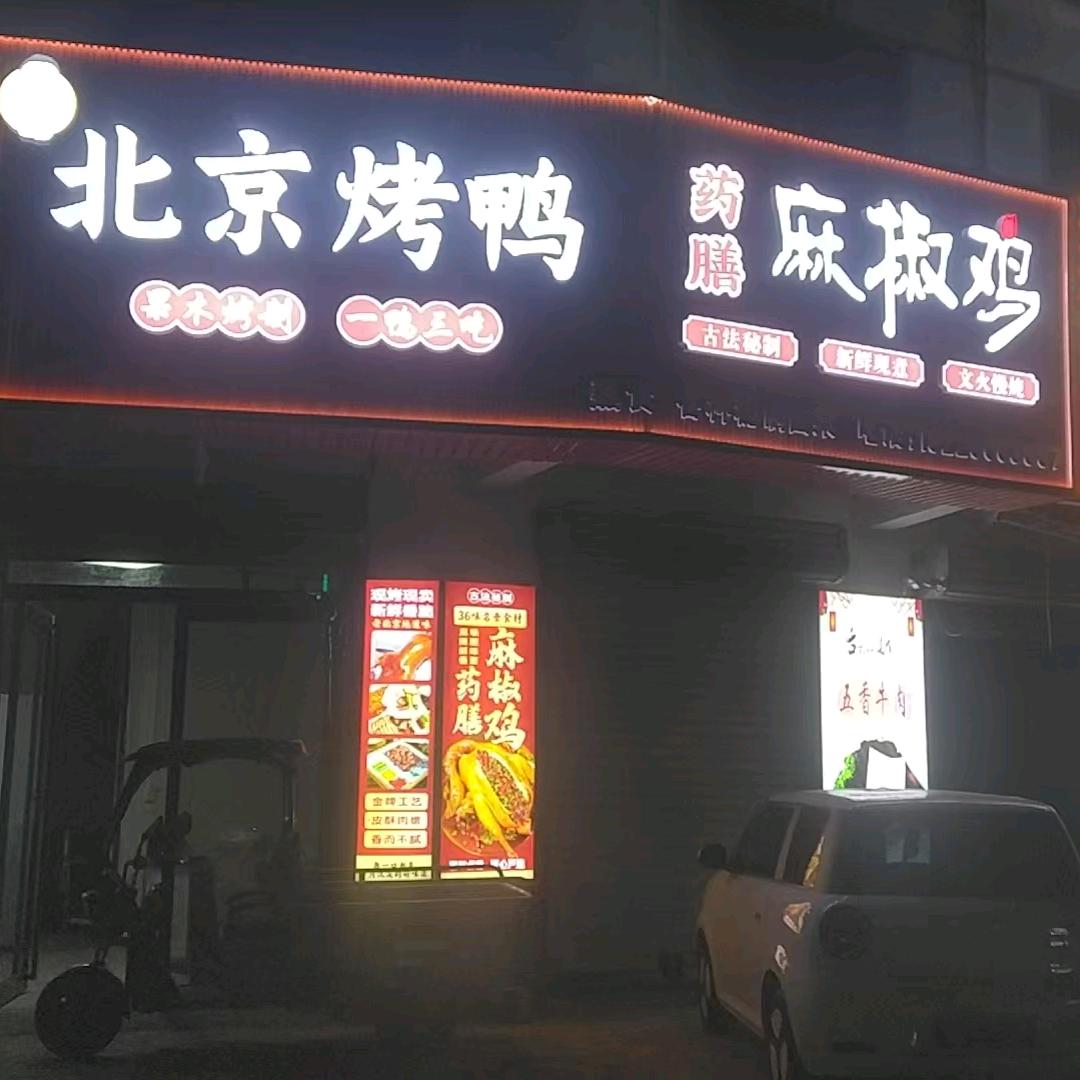 北京烤鸭
果木烤制 一鸭三吃
药膳
麻椒鸡
古法秘制 新鲜现煮 文火慢炖
现烤现卖
新鲜
金牌工艺
皮酥肉嫩
香而不腻
古法秘制
36味名贵食材
麻椒鸡
药膳
五香牛肉